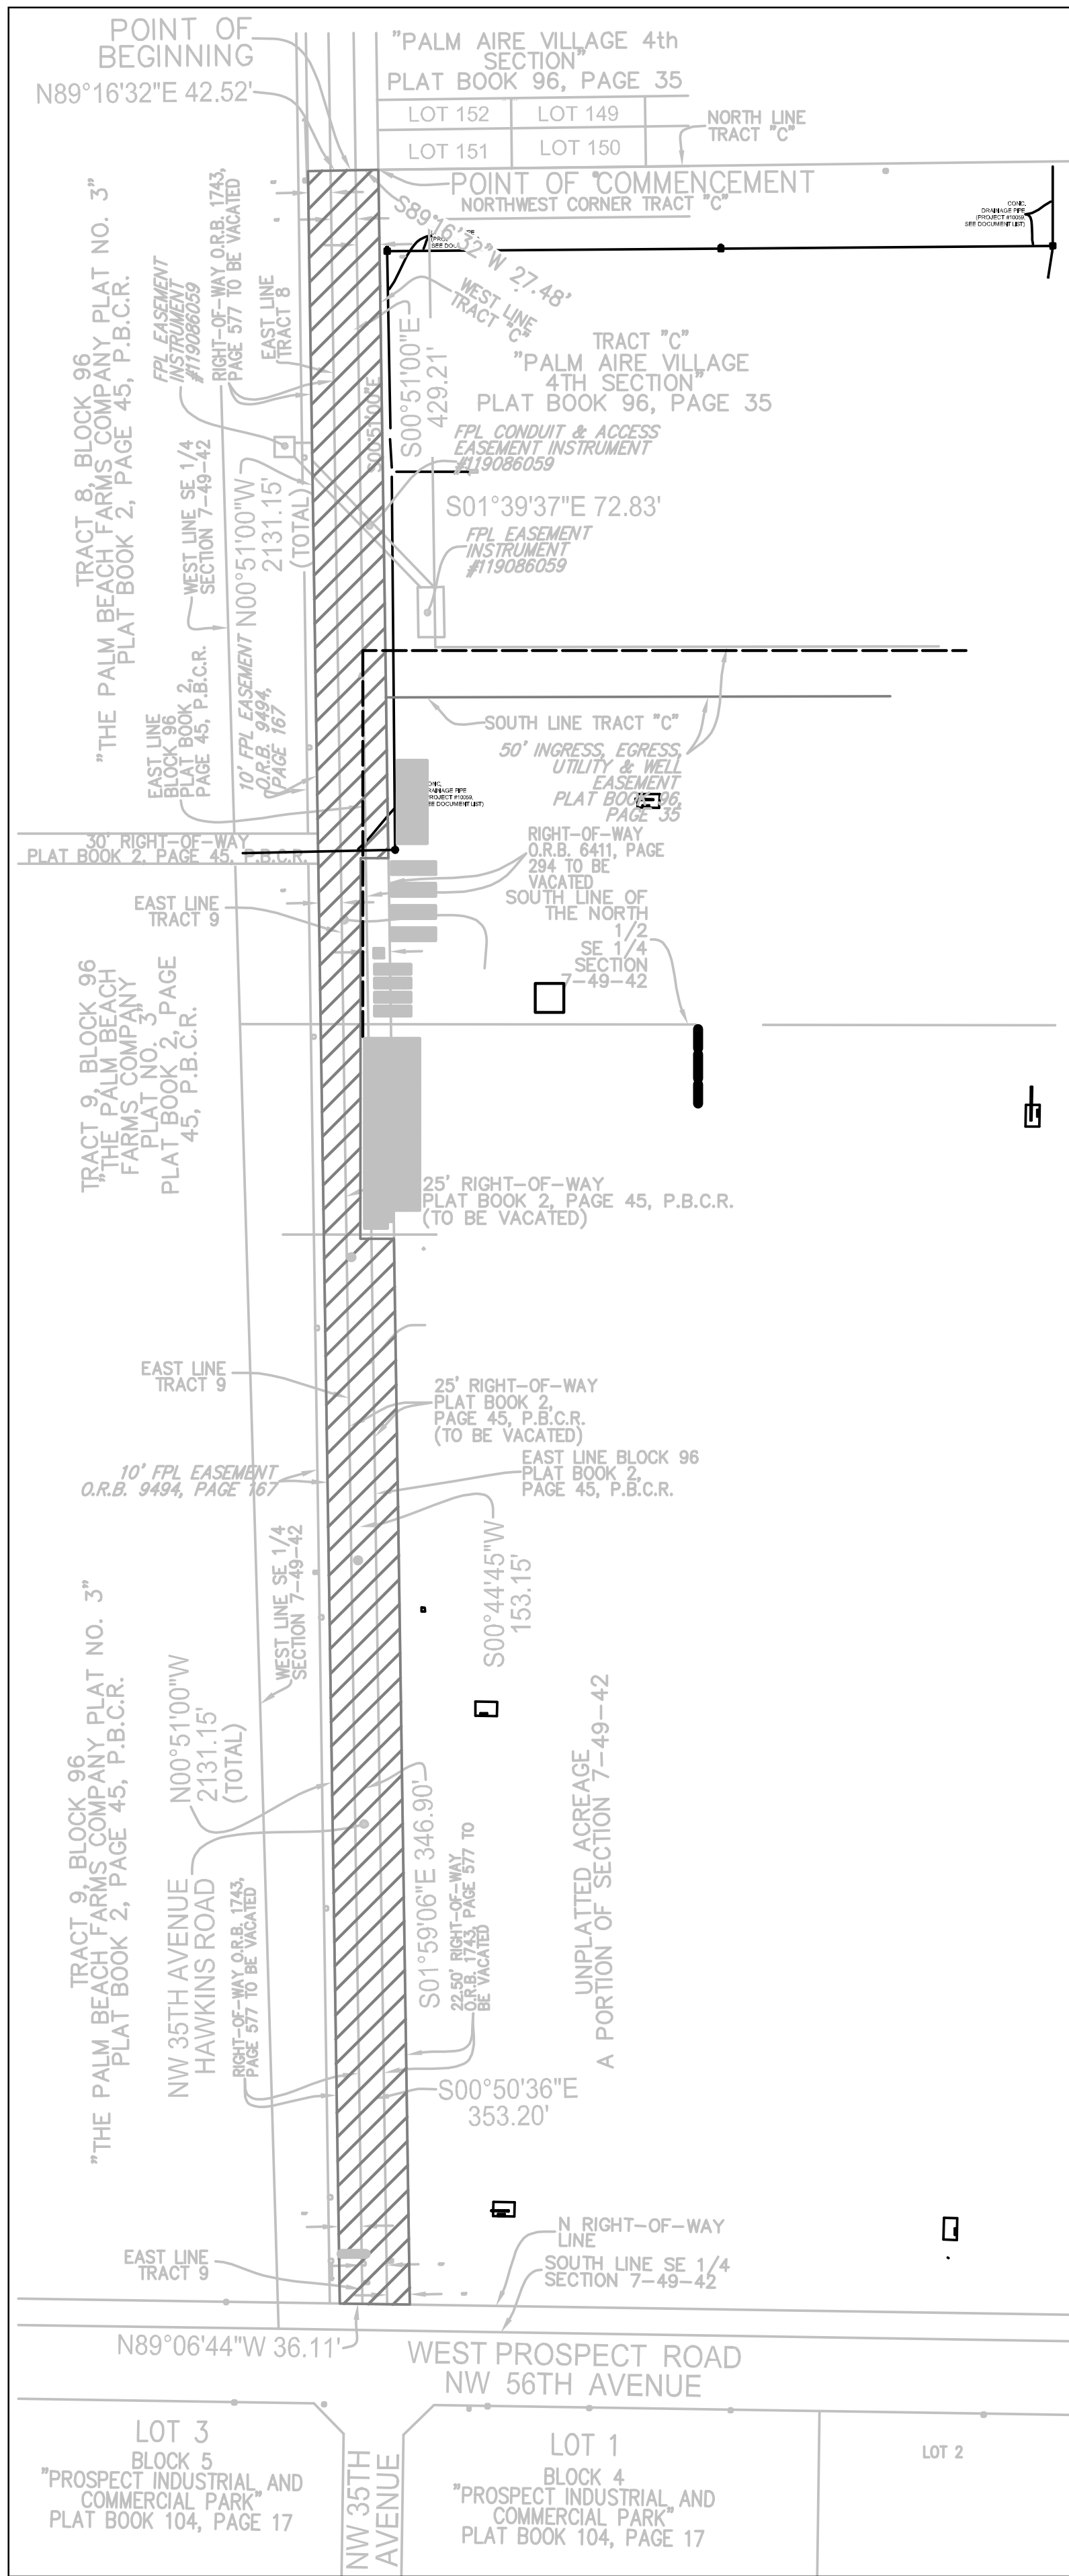 POINT OF
BEGINNING
N89°16'32"E 42.52'
"PALM AIRE VILLAGE 4th
SECTION"
PLAT BOOK 96, PAGE 35
LOT 152
LOT 149
LOT 151
LOT 150
NORTH LINE
TRACT "C"
POINT OF COMMENCEMENT
NORTHWEST CORNER TRACT "C"
CONC,
DRAINAGE PIPE
(PROJECT #10059,
SEE DOCUMENT LIST)
S89°16'32"W 27.48'
WEST LINE
TRACT "C"
TRACT 8, BLOCK 96
"THE PALM BEACH FARMS COMPANY PLAT NO. 3"
PLAT BOOK 2, PAGE 45, P.B.C.R.
FPL EASEMENT
INSTRUMENT
#119086059
RIGHT-OF-WAY O.R.B. 1743,
PAGE 577 TO BE VACATED
EAST LINE
TRACT 8
S00°51'00"E
S00°51'00"E
429.21'
TRACT "C"
"PALM AIRE VILLAGE
4TH SECTION"
PLAT BOOK 96, PAGE 35
FPL CONDUIT & ACCESS
EASEMENT INSTRUMENT
#119086059
S01°39'37"E 72.83'
FPL EASEMENT
INSTRUMENT
#119086059
WEST LINE SE 1/4
SECTION 7-49-42
N00°51'00"W
2131.15'
(TOTAL)
EAST LINE
BLOCK 96
PLAT BOOK 2,
PAGE 45, P.B.C.R.
10' FPL EASEMENT
O.R.B. 9494,
PAGE 167
SOUTH LINE TRACT "C"
50' INGRESS, EGRESS,
UTILITY & WELL
EASEMENT
PLAT BOOK 96,
PAGE 35
30' RIGHT-OF-WAY
PLAT BOOK 2, PAGE 45, P.B.C.R.
RIGHT-OF-WAY
O.R.B. 6411, PAGE
294 TO BE
VACATED
SOUTH LINE OF
THE NORTH
1/2
SE 1/4
SECTION
7-49-42
EAST LINE
TRACT 9
TRACT 9, BLOCK 96
"THE PALM BEACH
FARMS COMPANY
PLAT NO. 3"
PLAT BOOK 2, PAGE
45, P.B.C.R.
25' RIGHT-OF-WAY
PLAT BOOK 2, PAGE 45, P.B.C.R.
(TO BE VACATED)
EAST LINE
TRACT 9
25' RIGHT-OF-WAY
PLAT BOOK 2,
PAGE 45, P.B.C.R.
(TO BE VACATED)
EAST LINE BLOCK 96
PLAT BOOK 2,
PAGE 45, P.B.C.R.
10' FPL EASEMENT
O.R.B. 9494, PAGE 167
S00°44'45"W
153.15'
WEST LINE SE 1/4
SECTION 7-49-42
TRACT 9, BLOCK 96
"THE PALM BEACH FARMS COMPANY PLAT NO. 3"
PLAT BOOK 2, PAGE 45, P.B.C.R.
N00°51'00"W
2131.15'
(TOTAL)
NW 35TH AVENUE
HAWKINS ROAD
RIGHT-OF-WAY O.R.B. 1743,
PAGE 577 TO BE VACATED
S01°59'06"E 346.90'
22.50' RIGHT-OF-WAY
O.R.B. 1743, PAGE 577 TO
BE VACATED
UNPLATTED ACREAGE
A PORTION OF SECTION 7-49-42
S00°50'36"E
353.20'
N RIGHT-OF-WAY
LINE
SOUTH LINE SE 1/4
SECTION 7-49-42
EAST LINE
TRACT 9
N89°06'44"W 36.11'
WEST PROSPECT ROAD
NW 56TH AVENUE
LOT 3
BLOCK 5
"PROSPECT INDUSTRIAL AND
COMMERCIAL PARK"
PLAT BOOK 104, PAGE 17
NW 35TH
AVENUE
LOT 1
BLOCK 4
"PROSPECT INDUSTRIAL AND
COMMERCIAL PARK"
PLAT BOOK 104, PAGE 17
LOT 2